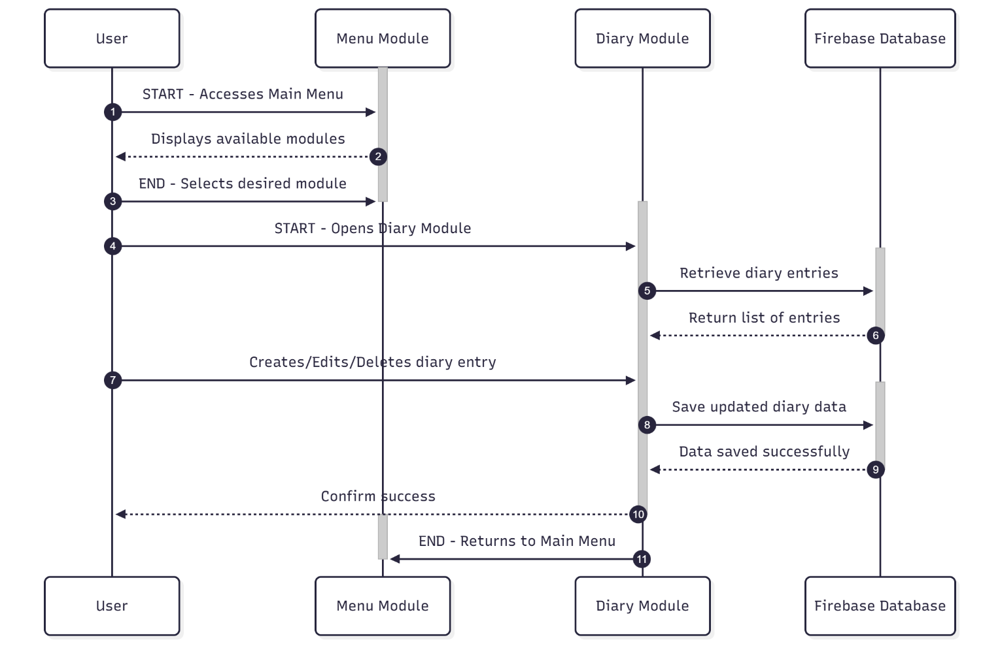 User
Menu Module
Diary Module
Firebase Database
START - Accesses Main Menu
1
Displays available modules
2
END - Selects desired module
3
START - Opens Diary Module
4
Retrieve diary entries
5
Return list of entries
6
Creates/Edits/Deletes diary entry
7
Save updated diary data
8
Data saved successfully
9
Confirm success
10
END - Returns to Main Menu
11
User
Menu Module
Diary Module
Firebase Database